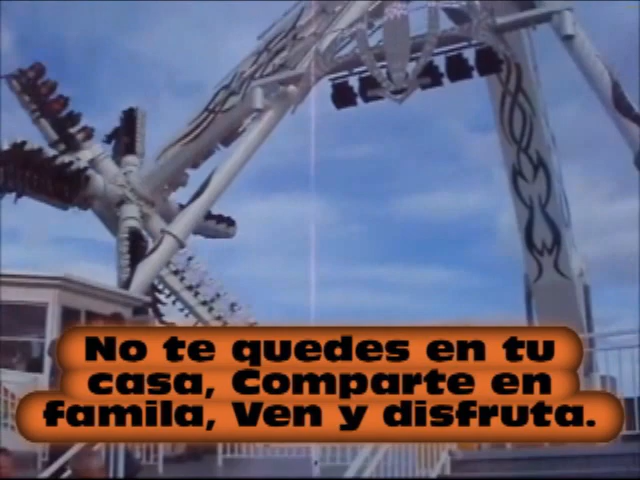 No te quedes en tu
casa, Comparte en
famila, Ven y disfruta.